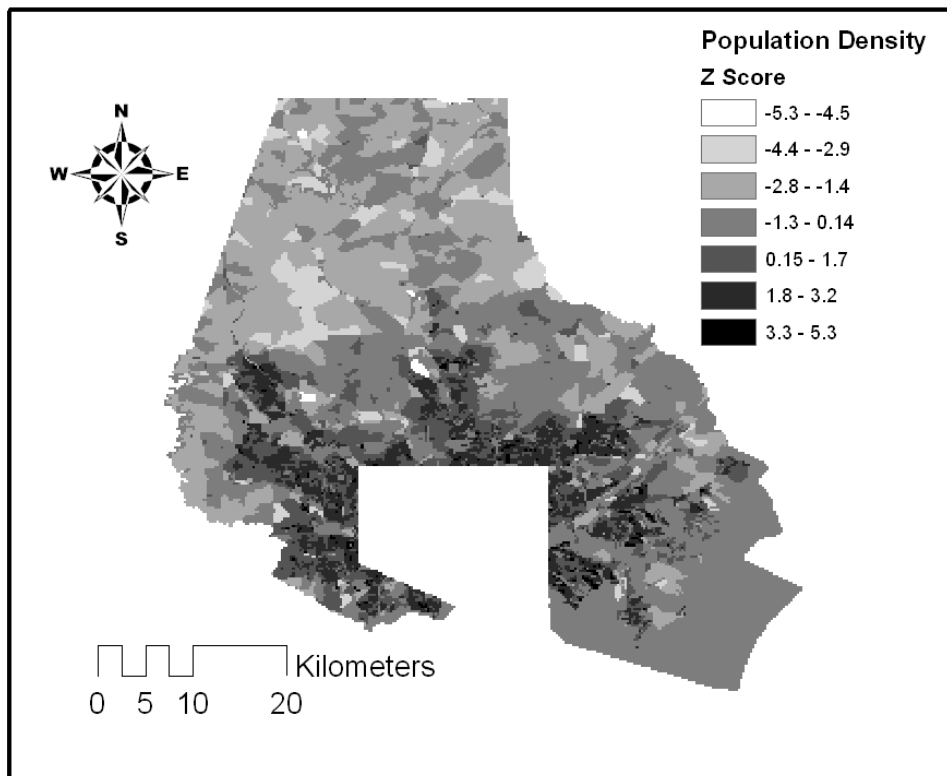 Population Density
Z Score
-5.3 - -4.5
-4.4 - -2.9
-2.8 - -1.4
-1.3 - 0.14
0.15 - 1.7
1.8 - 3.2
3.3 - 5.3
N
W E
S
Kilometers
0 5 10 20